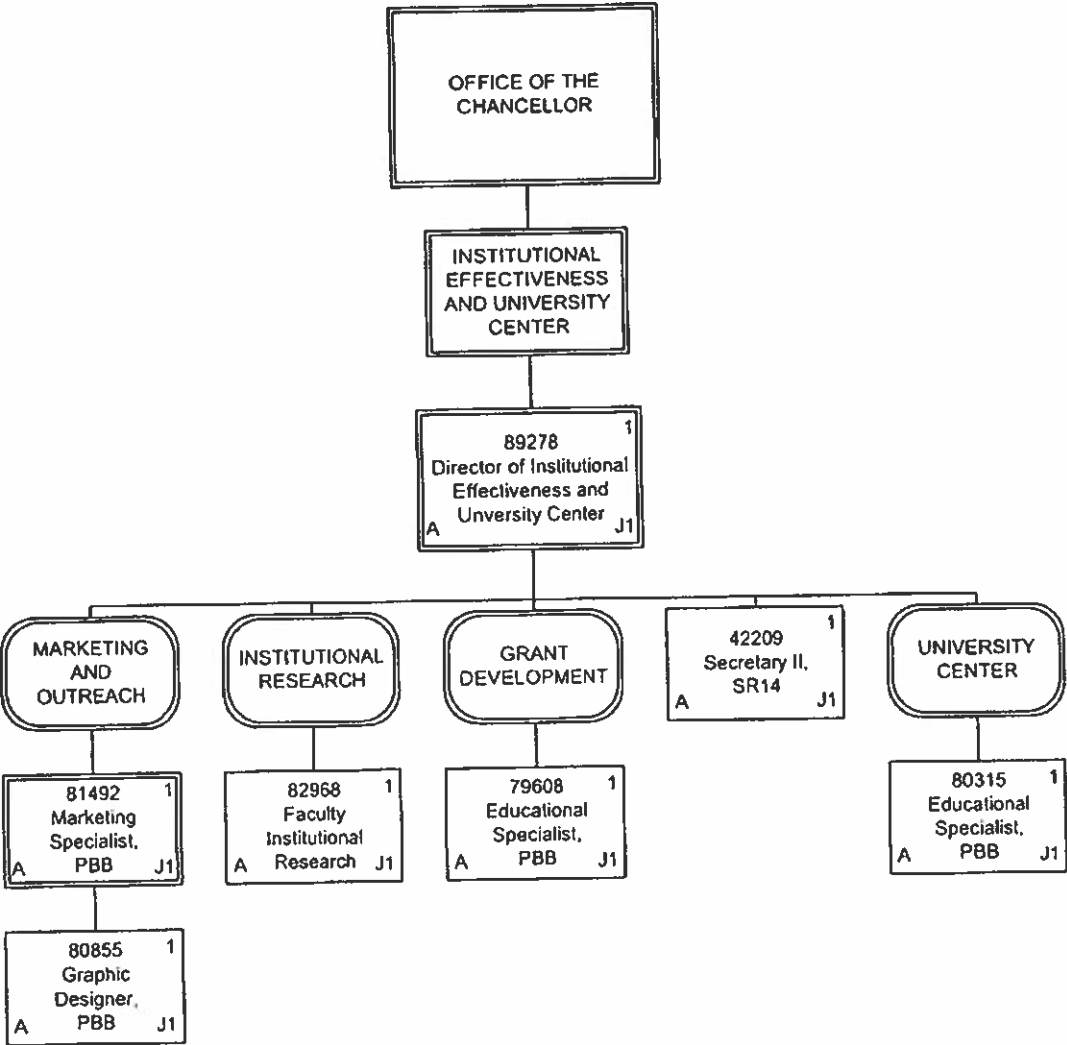 OFFICE OF THE
CHANCELLOR
INSTITUTIONAL
EFFECTIVENESS
AND UNIVERSITY
CENTER
1
89278
Director of Institutional
Effectiveness and
Unversity Center
A J1
MARKETING
AND
OUTREACH
INSTITUTIONAL
RESEARCH
GRANT
DEVELOPMENT
1
42209
Secretary II,
SR14
A J1
UNIVERSITY
CENTER
81492 1
Marketing
Specialist,
A PBB J1
82968 1
Faculty
Institutional
A Research J1
79608 1
Educational
Specialist,
A PBB J1
80315 1
Educational
Specialist,
A PBB J1
80855 1
Graphic
Designer,
A PBB J1